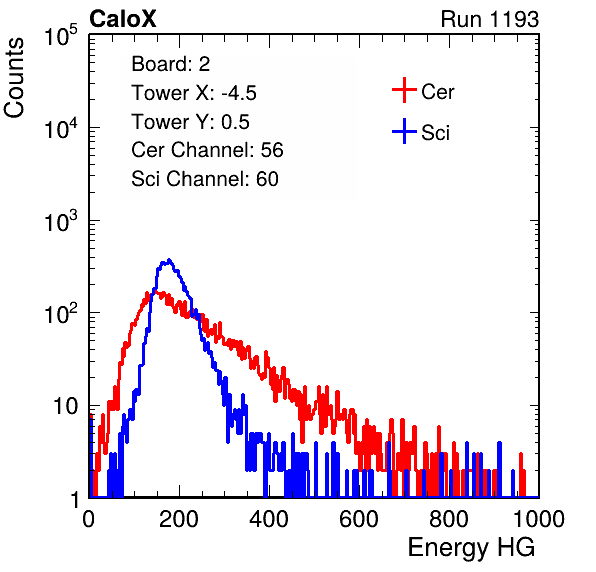 CaloX Run 1193
Counts
10^5
10^4
10^3
10^2
10
1
Board: 2
Tower X: -4.5
Tower Y: 0.5
Cer Channel: 56
Sci Channel: 60
Cer
Sci
0 200 400 600 800 1000
Energy HG